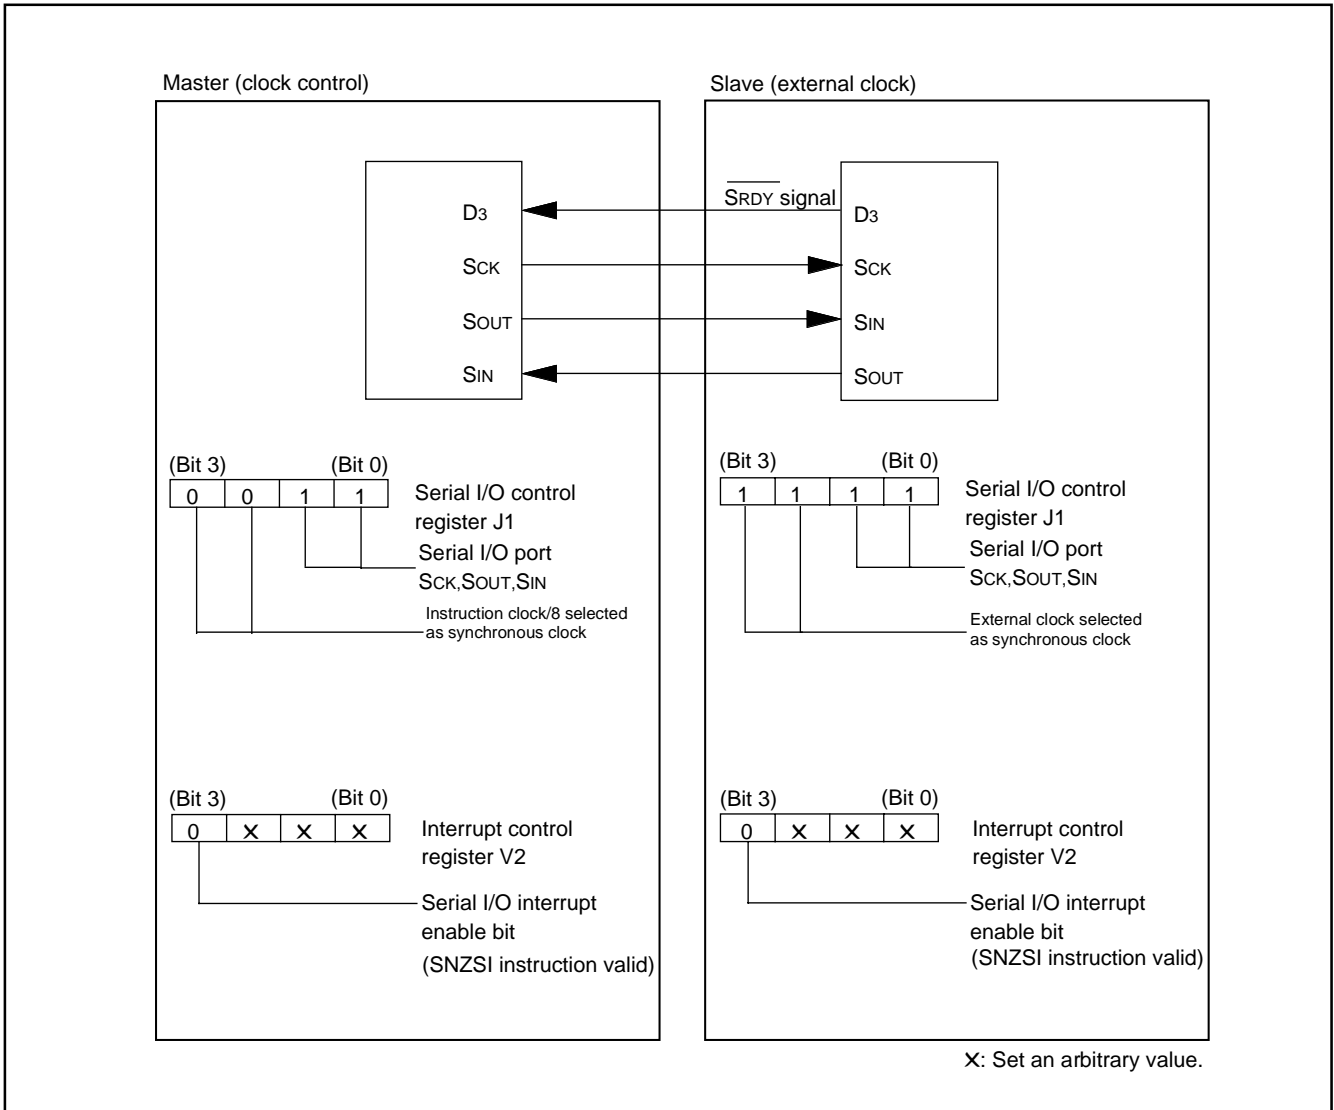 Master (clock control)
Slave (external clock)
SRDY signal
D3
SCK
SOUT
SIN
D3
SCK
SIN
SOUT
(Bit 3) (Bit 0)
0 0 1 1
Serial I/O control
register J1
Serial I/O port
SCK,SOUT,SIN
Instruction clock/8 selected
as synchronous clock
(Bit 3) (Bit 0)
1 1 1 1
Serial I/O control
register J1
Serial I/O port
SCK,SOUT,SIN
External clock selected
as synchronous clock
(Bit 3) (Bit 0)
0 × × ×
Interrupt control
register V2
Serial I/O interrupt
enable bit
(SNZSI instruction valid)
(Bit 3) (Bit 0)
0 × × ×
Interrupt control
register V2
Serial I/O interrupt
enable bit
(SNZSI instruction valid)
×: Set an arbitrary value.